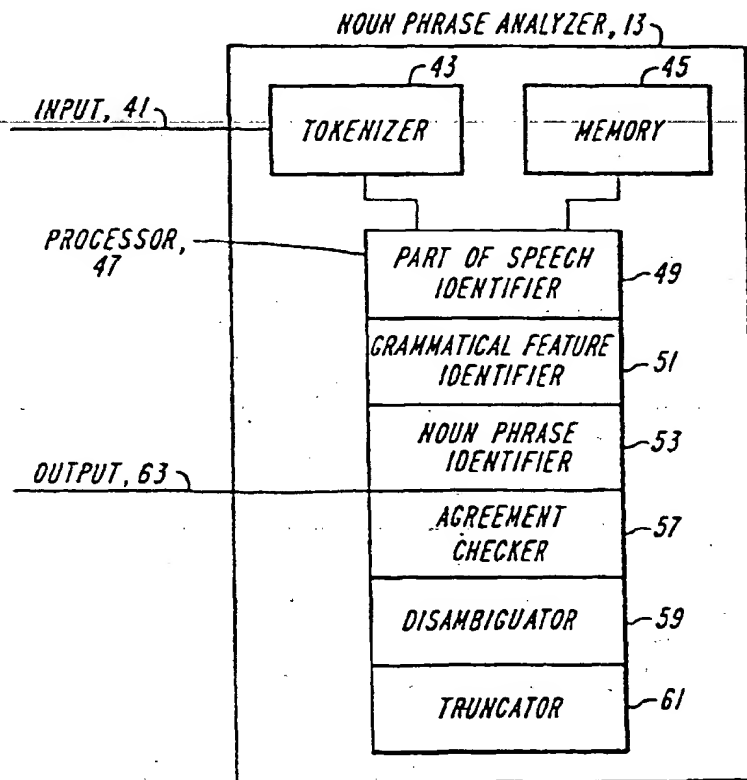 NOUN PHRASE ANALYZER, 13
43
45
INPUT, 41
TOKENIZER
MEMORY
PROCESSOR,
47
PART OF SPEECH
IDENTIFIER
49
GRAMMATICAL FEATURE
IDENTIFIER
51
NOUN PHRASE
IDENTIFIER
53
OUTPUT, 63
AGREEMENT
CHECKER
57
DISAMBIGUATOR
59
TRUNCATOR
61